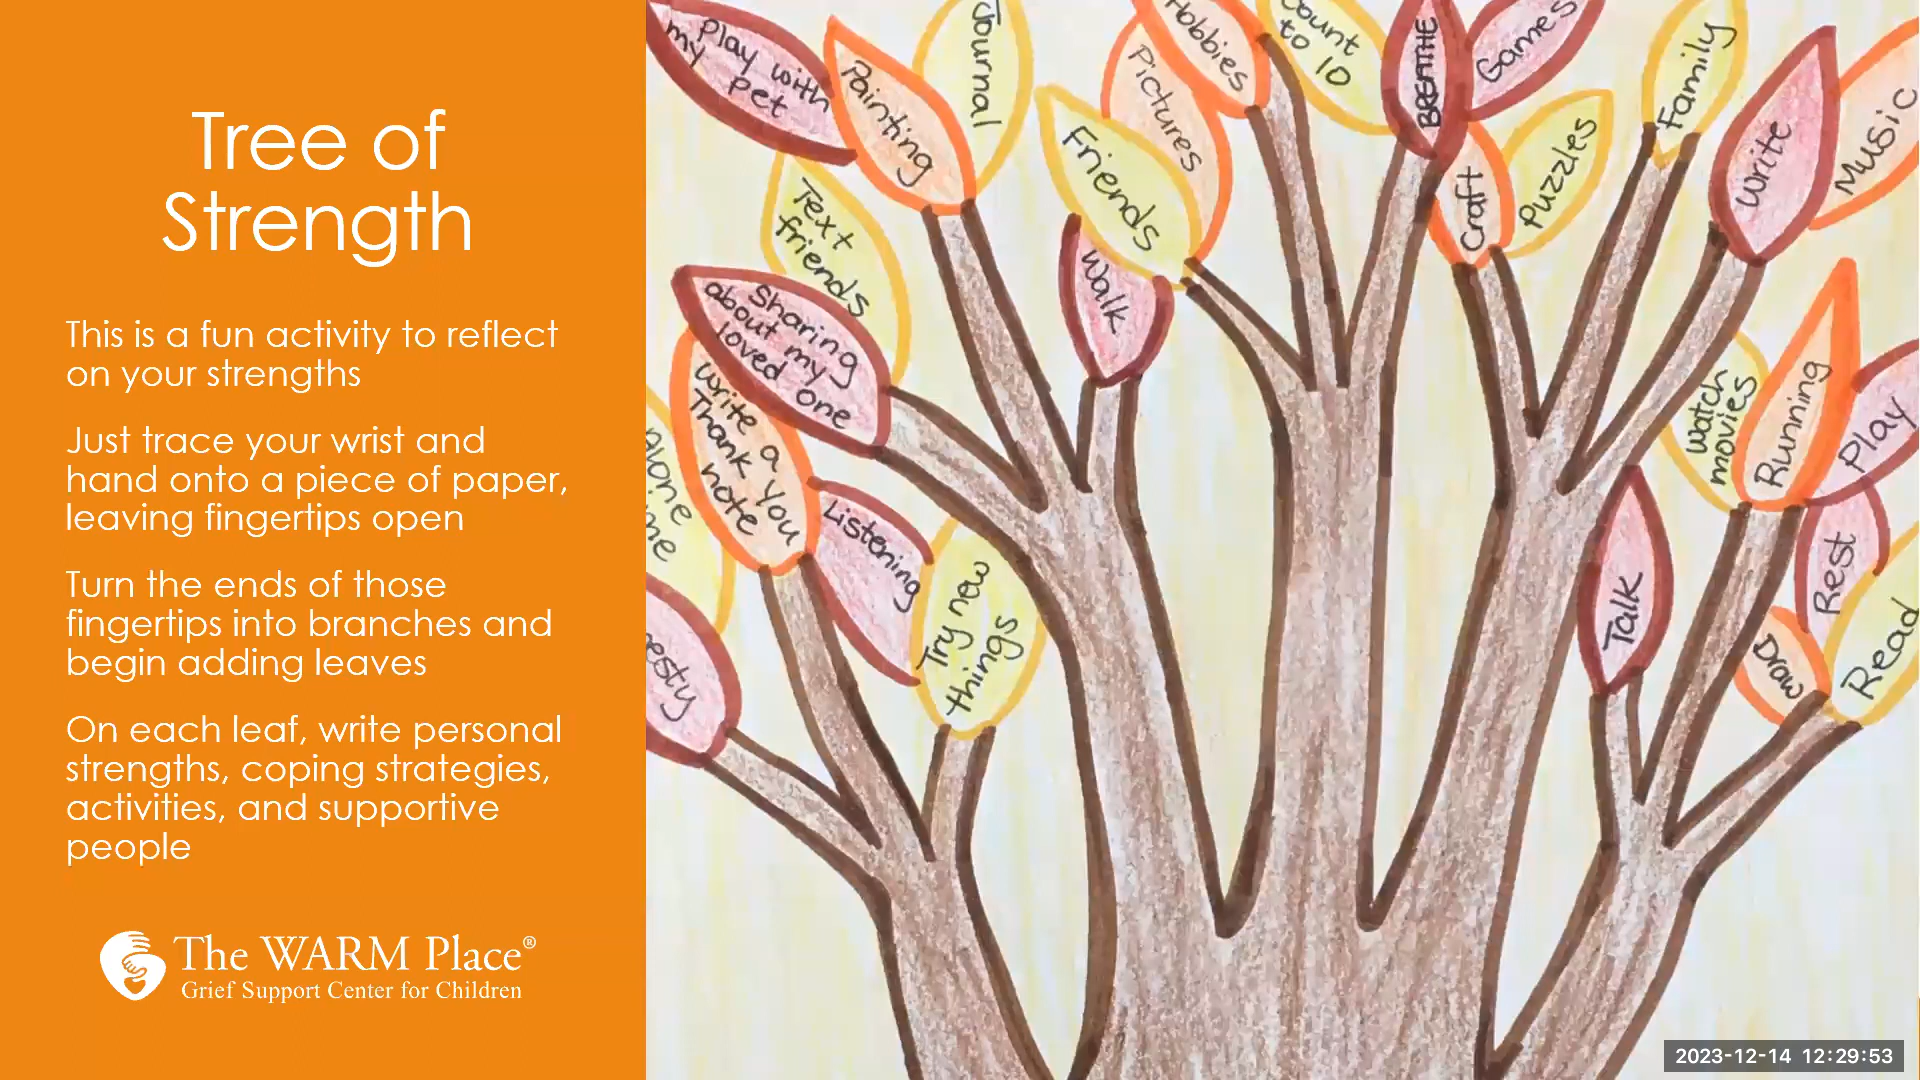 Tree of
Strength
This is a fun activity to reflect
on your strengths
Just trace your wrist and
hand onto a piece of paper,
leaving fingertips open
Turn the ends of those
fingertips into branches and
begin adding leaves
On each leaf, write personal
strengths, coping strategies,
activities, and supportive
people
The WARM Place®
Grief Support Center for Children
Play with
my pet
Painting
Journal
Text
friends
Sharing
about my
loved one
Write a
Thank you
note
Listening
Try new
things
Walk
Friends
Pictures
Hobbies
Count
to 10
BREATHE
Games
Craft
Puzzles
Family
Write
Music
Watch
movies
Running
Play
Rest
Talk
Draw
Read
2023-12-14 12:29:53